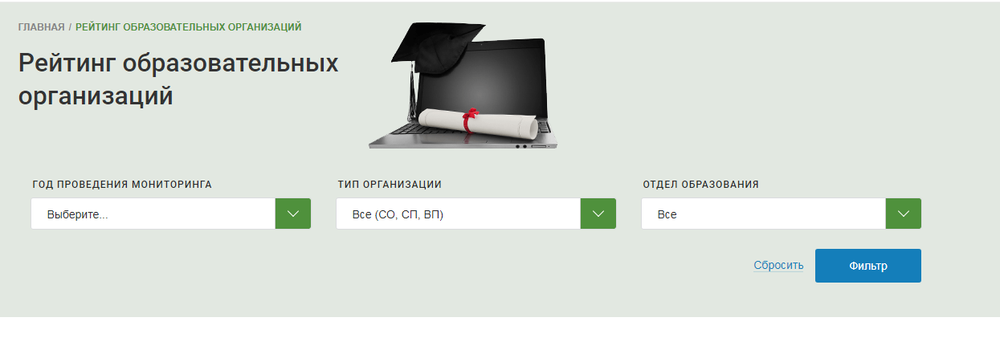 ГЛАВНАЯ / РЕЙТИНГ ОБРАЗОВАТЕЛЬНЫХ ОРГАНИЗАЦИЙ
Рейтинг образовательных
организаций
ГОД ПРОВЕДЕНИЯ МОНИТОРИНГА
Выберите...
ТИП ОРГАНИЗАЦИИ
Все (СО, СП, ВП)
ОТДЕЛ ОБРАЗОВАНИЯ
Все
Сбросить
Фильтр